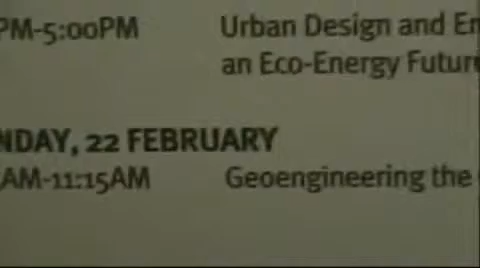 PM-5:00PM Urban Design and En
an Eco-Energy Future
NDAY, 22 FEBRUARY
AM-11:15AM Geoengineering the